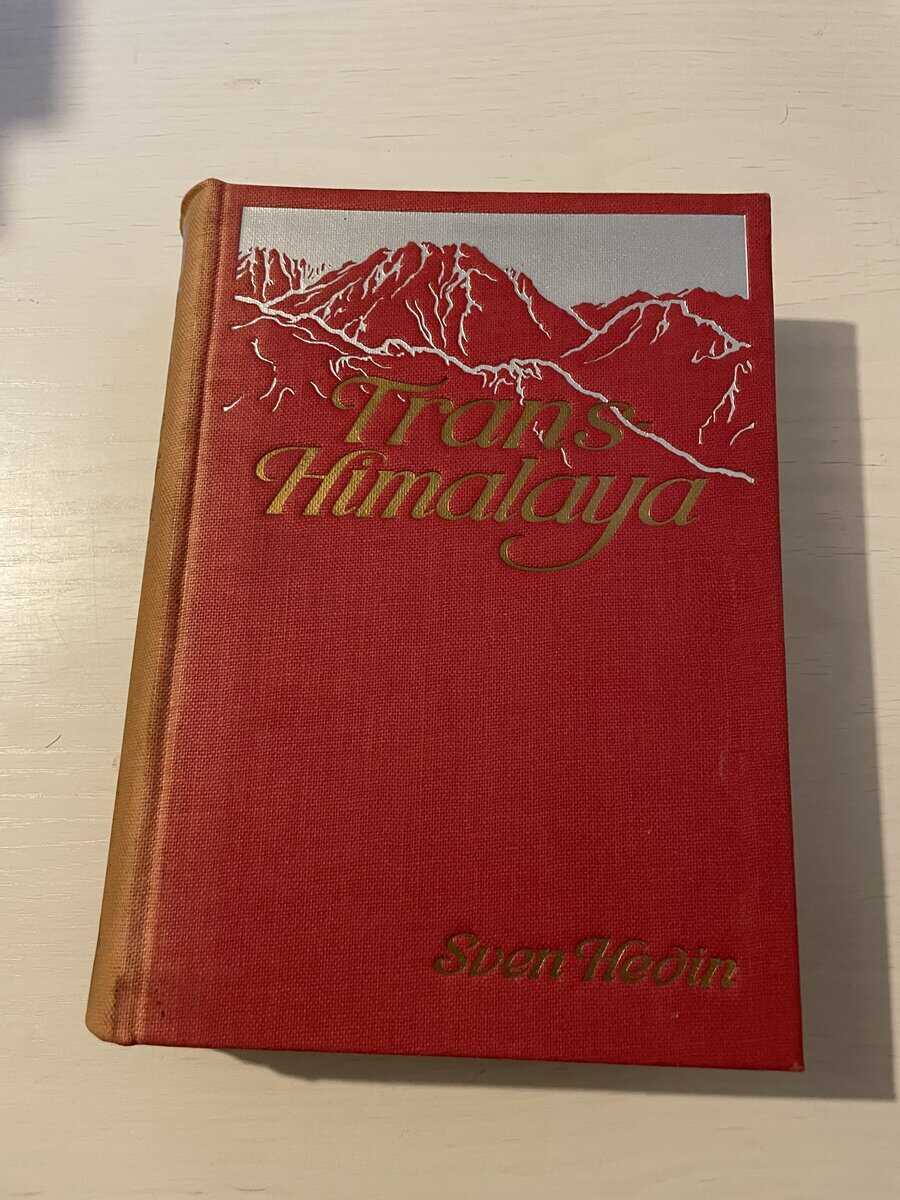 Trans-
Himalaya
Sven Hedin